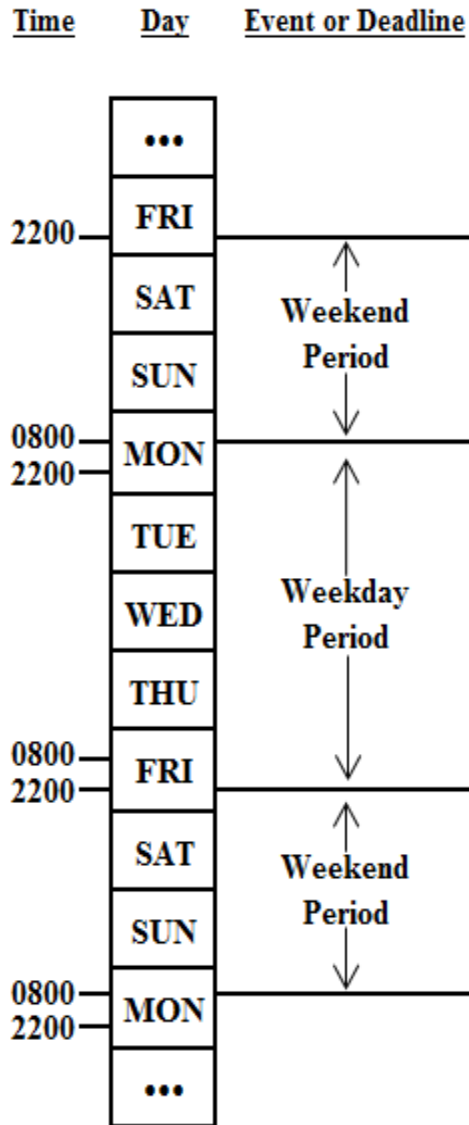 Time Day Event or Deadline
•••
FRI
2200
SAT
Weekend
Period
SUN
0800
MON
2200
TUE
WED
Weekday
Period
THU
0800
FRI
2200
SAT
Weekend
Period
SUN
0800
MON
2200
•••